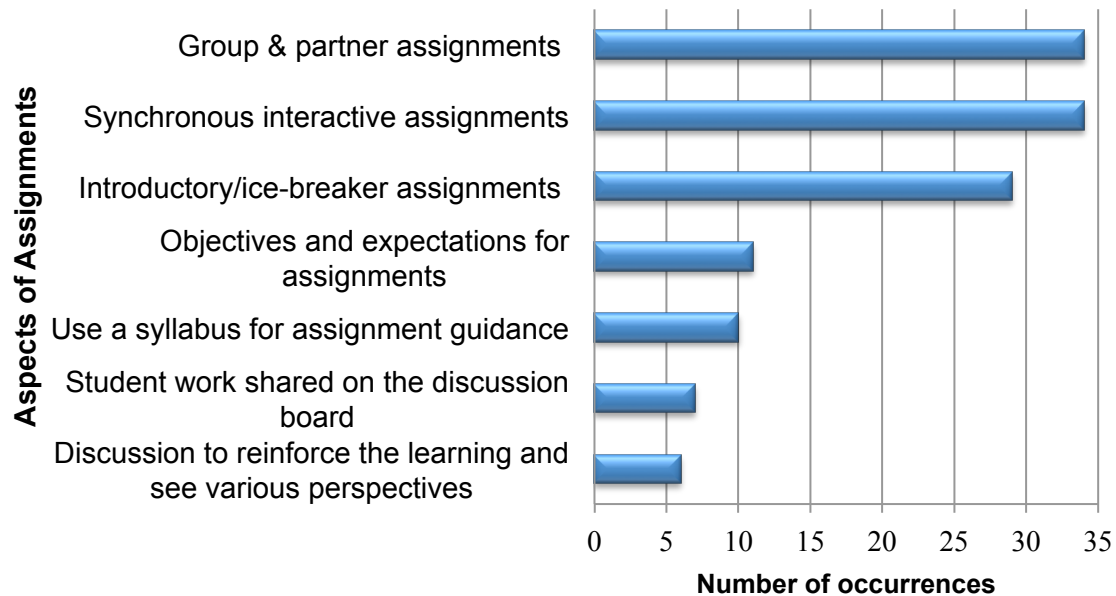 Aspects of Assignments
Group & partner assignments
Synchronous interactive assignments
Introductory/ice-breaker assignments
Objectives and expectations for
assignments
Use a syllabus for assignment guidance
Student work shared on the discussion
board
Discussion to reinforce the learning and
see various perspectives
0 5 10 15 20 25 30 35
Number of occurrences